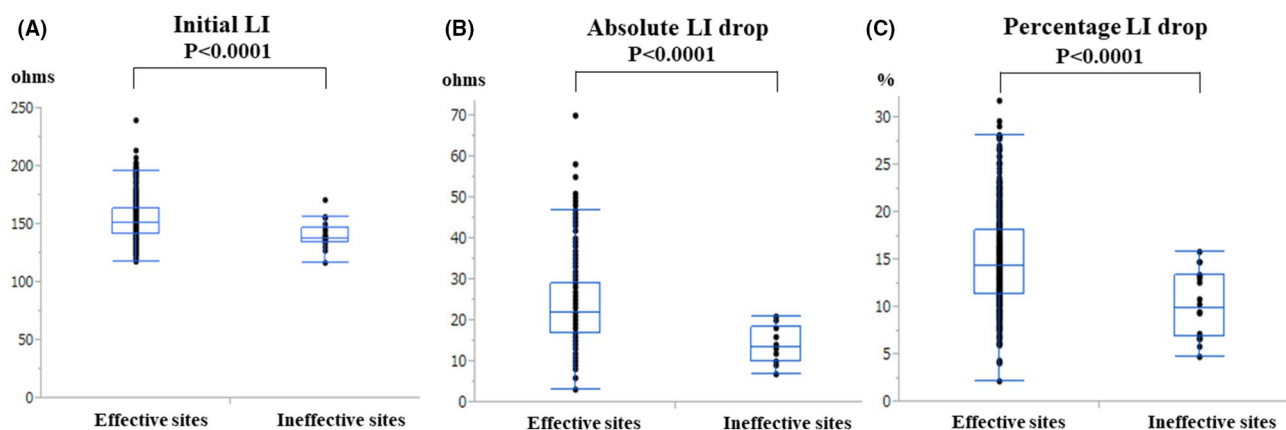 (A)
Initial LI
P<0.0001
ohms
250
200
150
100
50
0
Effective sites
Ineffective sites
(B)
Absolute LI drop
P<0.0001
ohms
70
60
50
40
30
20
10
0
Effective sites
Ineffective sites
(C)
Percentage LI drop
P<0.0001
%
30
25
20
15
10
5
0
Effective sites
Ineffective sites